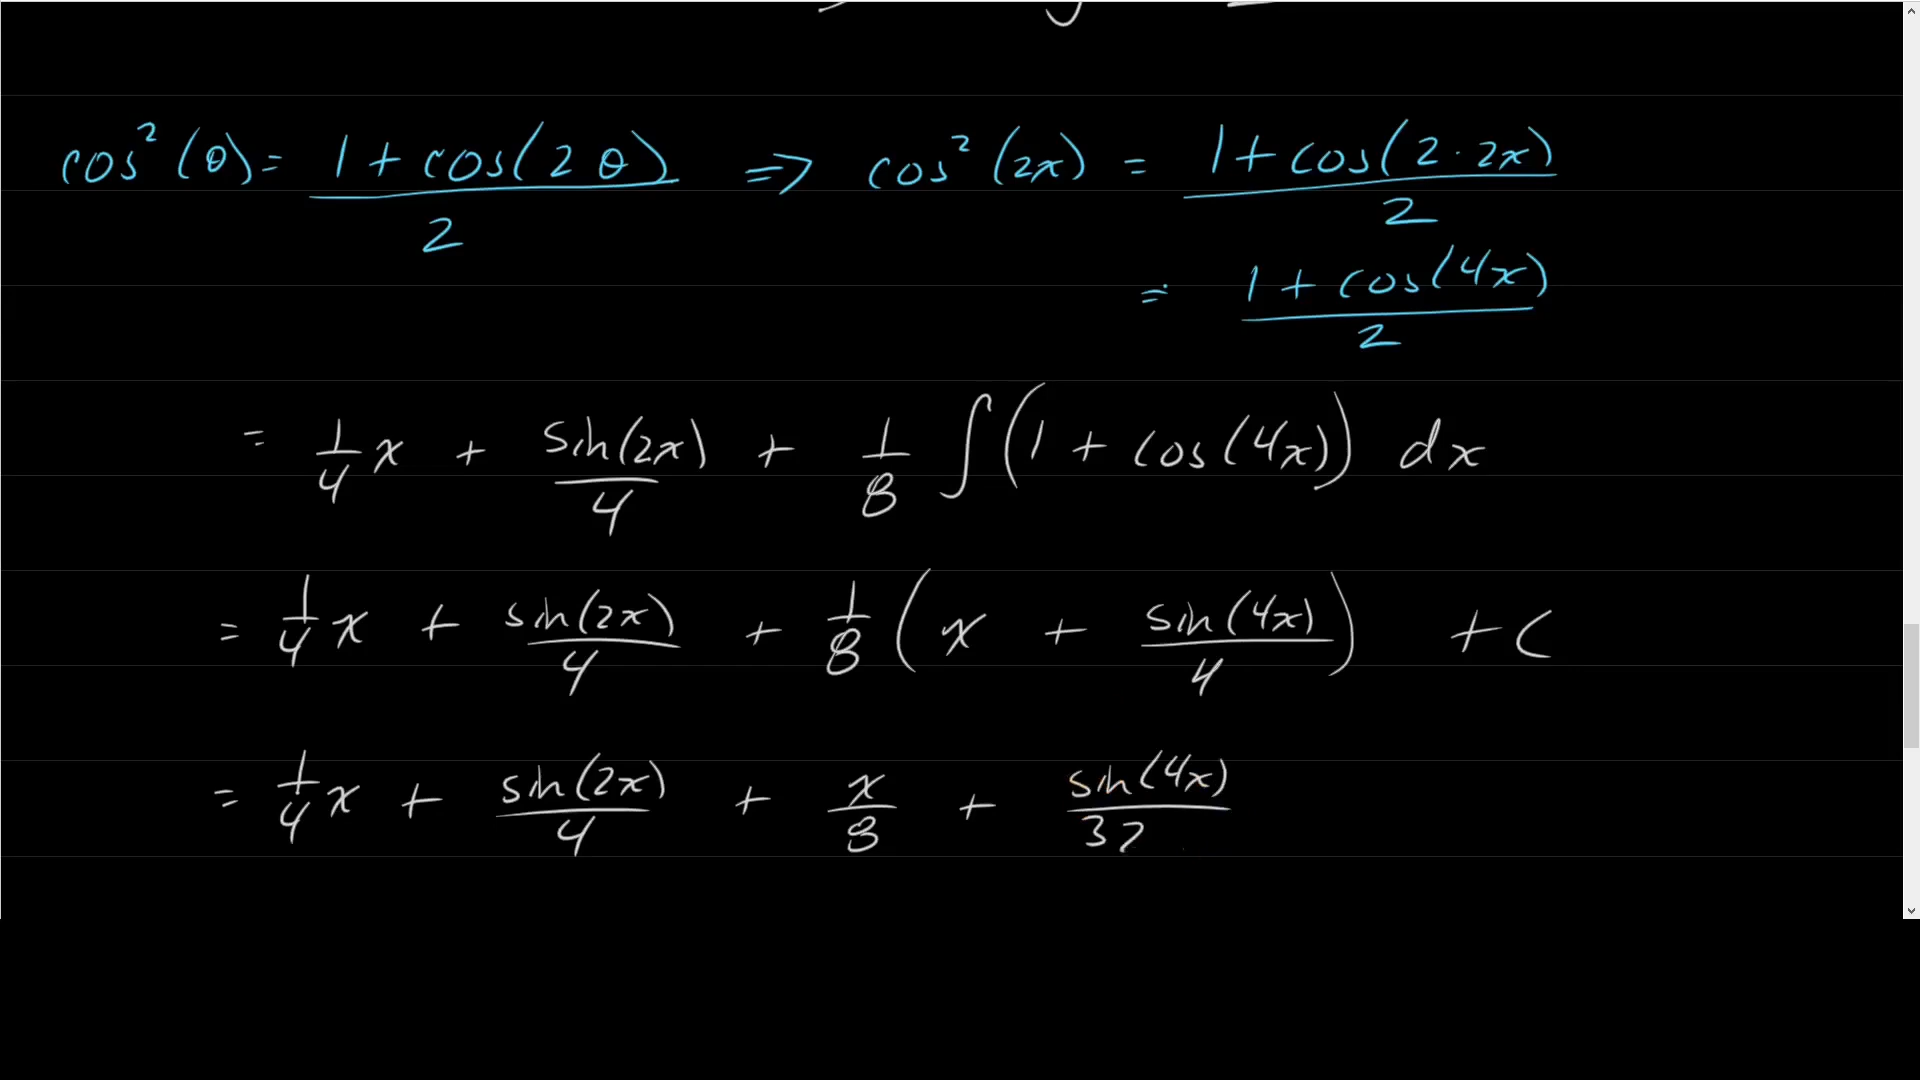 cos²(θ) = (1 + cos(2θ))/2 ⇒ cos²(2x) = (1 + cos(2·2x))/2
= (1 + cos(4x))/2
= 1/4 x + sin(2x)/4 + 1/8 ∫(1 + cos(4x)) dx
= 1/4 x + sin(2x)/4 + 1/8 (x + sin(4x)/4) + C
= 1/4 x + sin(2x)/4 + x/8 + sin(4x)/32